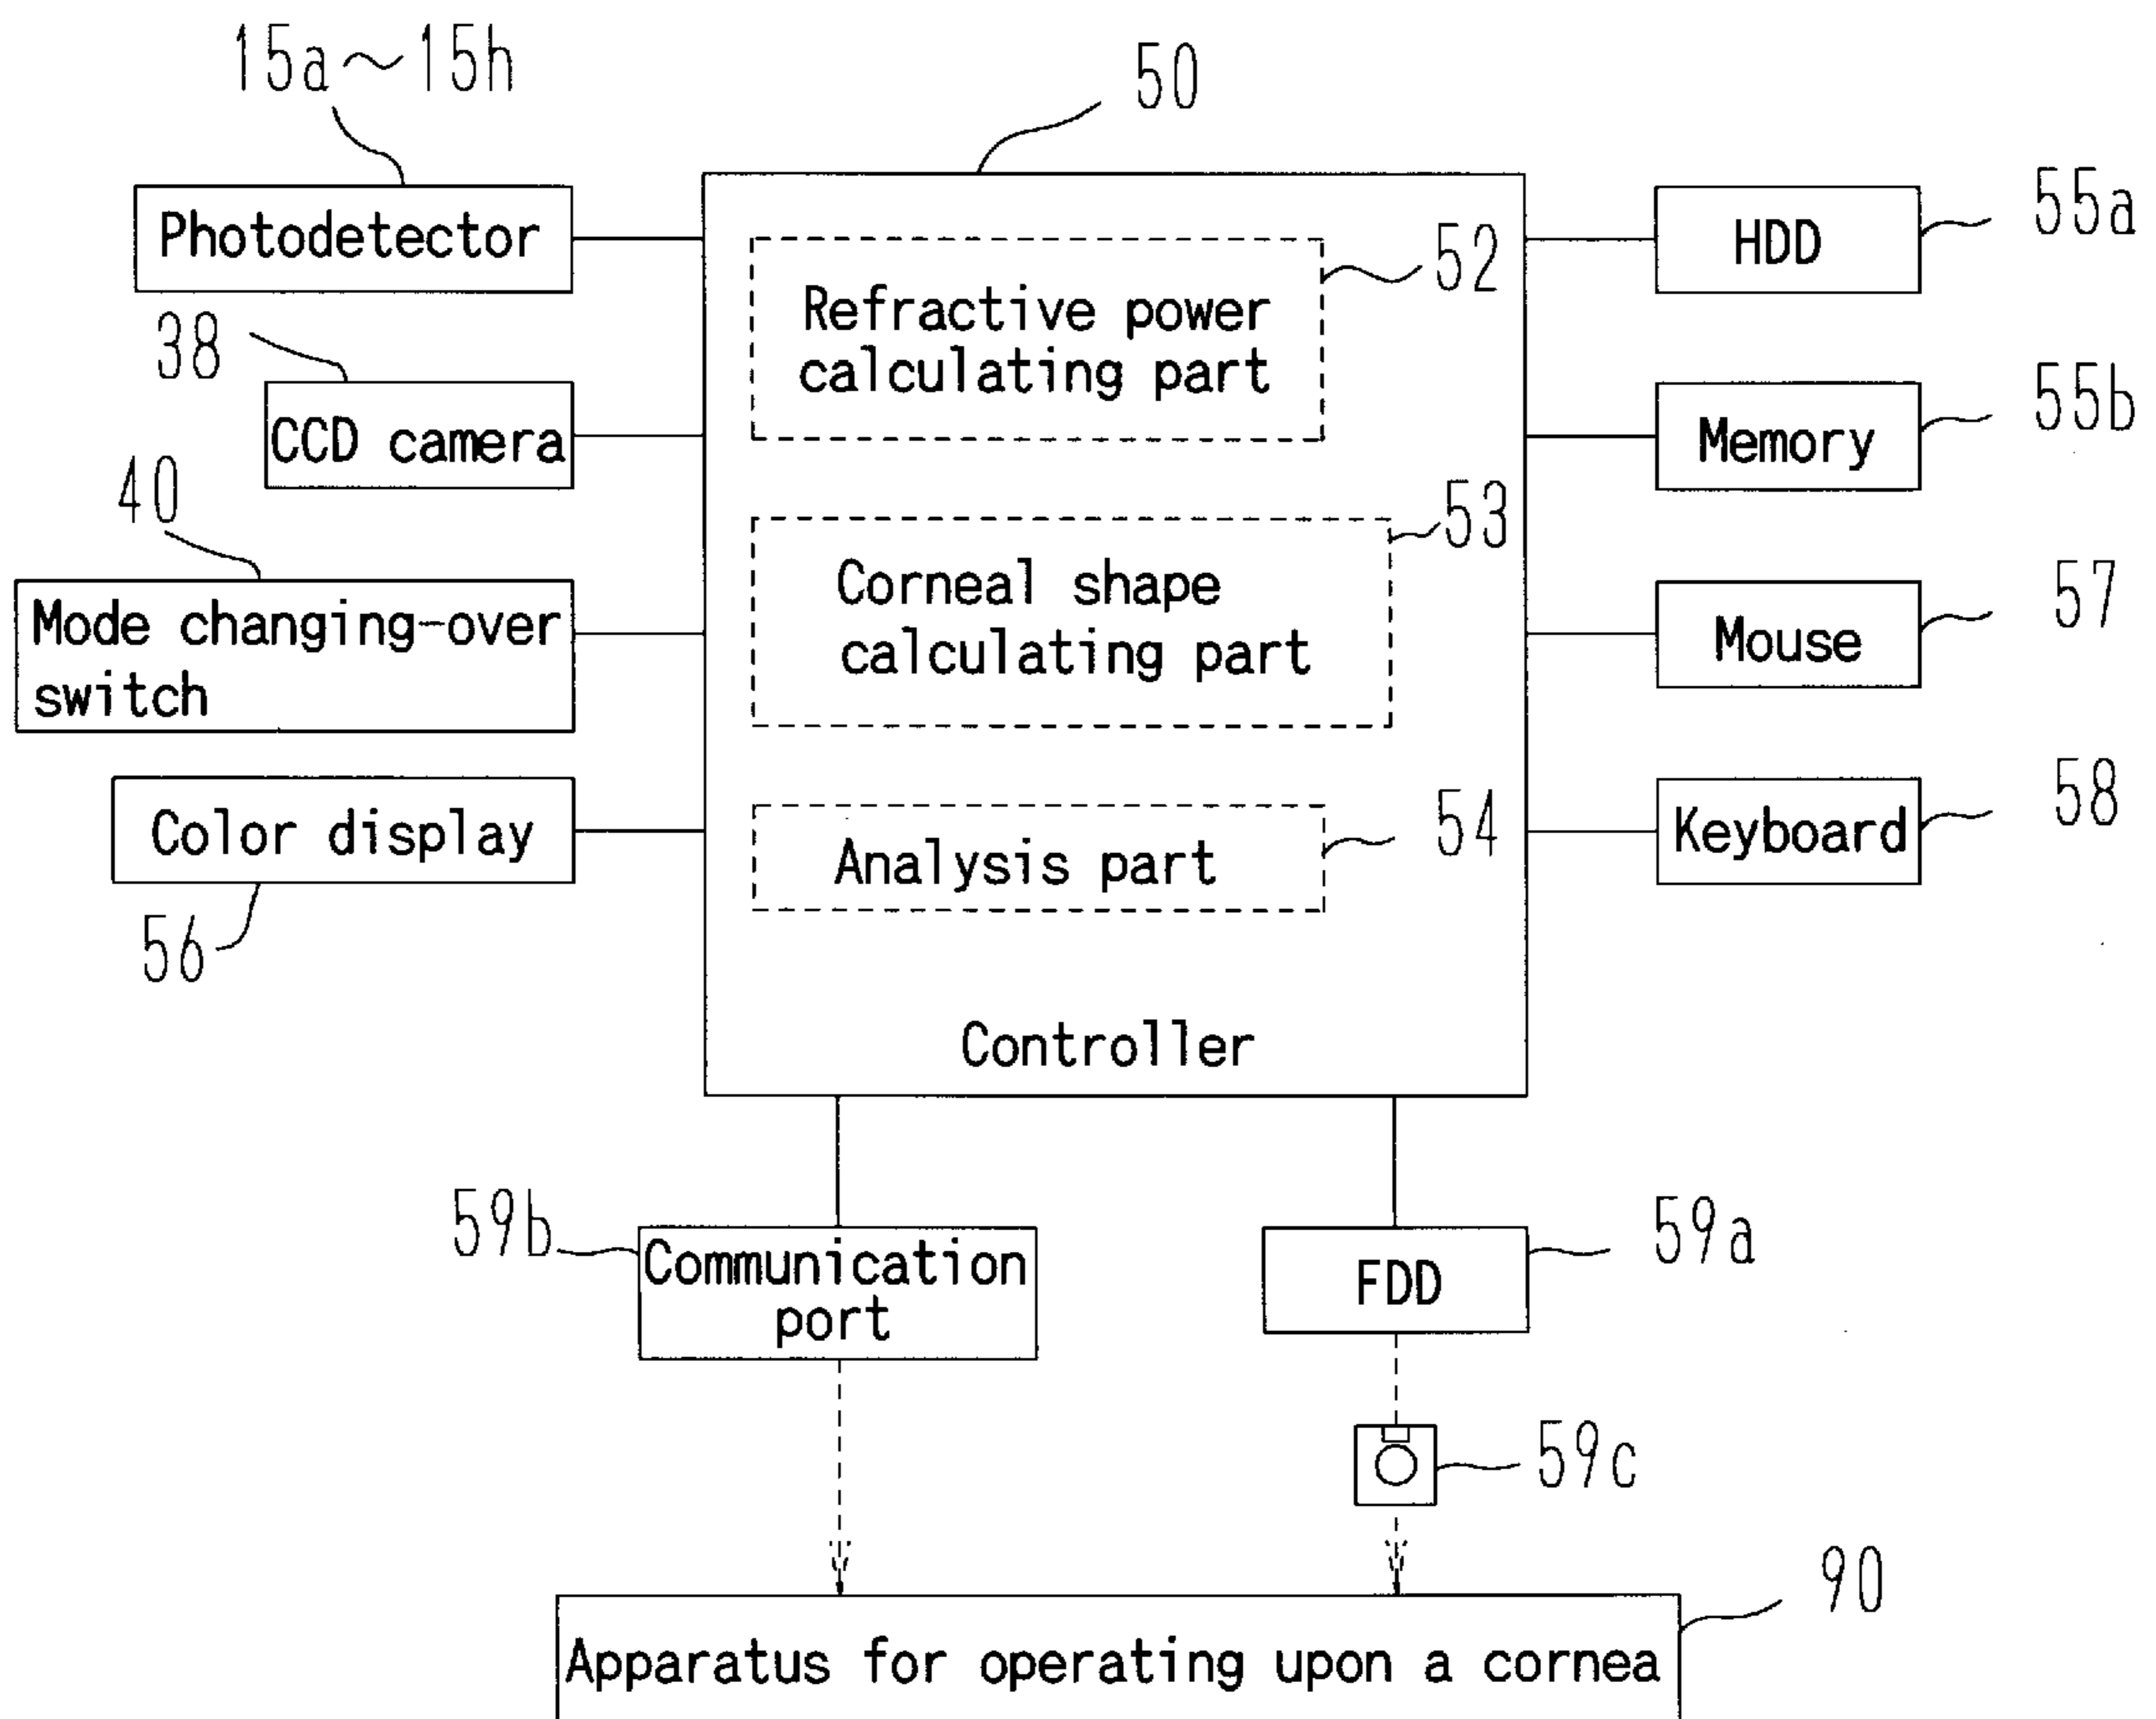 15a～15h
50
Photodetector
HDD
55a
52
Refractive power
calculating part
38
CCD camera
Memory
55b
40
53
Mode changing-over
switch
Corneal shape
calculating part
Mouse
57
Color display
56
54
Analysis part
Keyboard
58
Controller
59b
Communication
port
FDD
59a
59c
90
Apparatus for operating upon a cornea